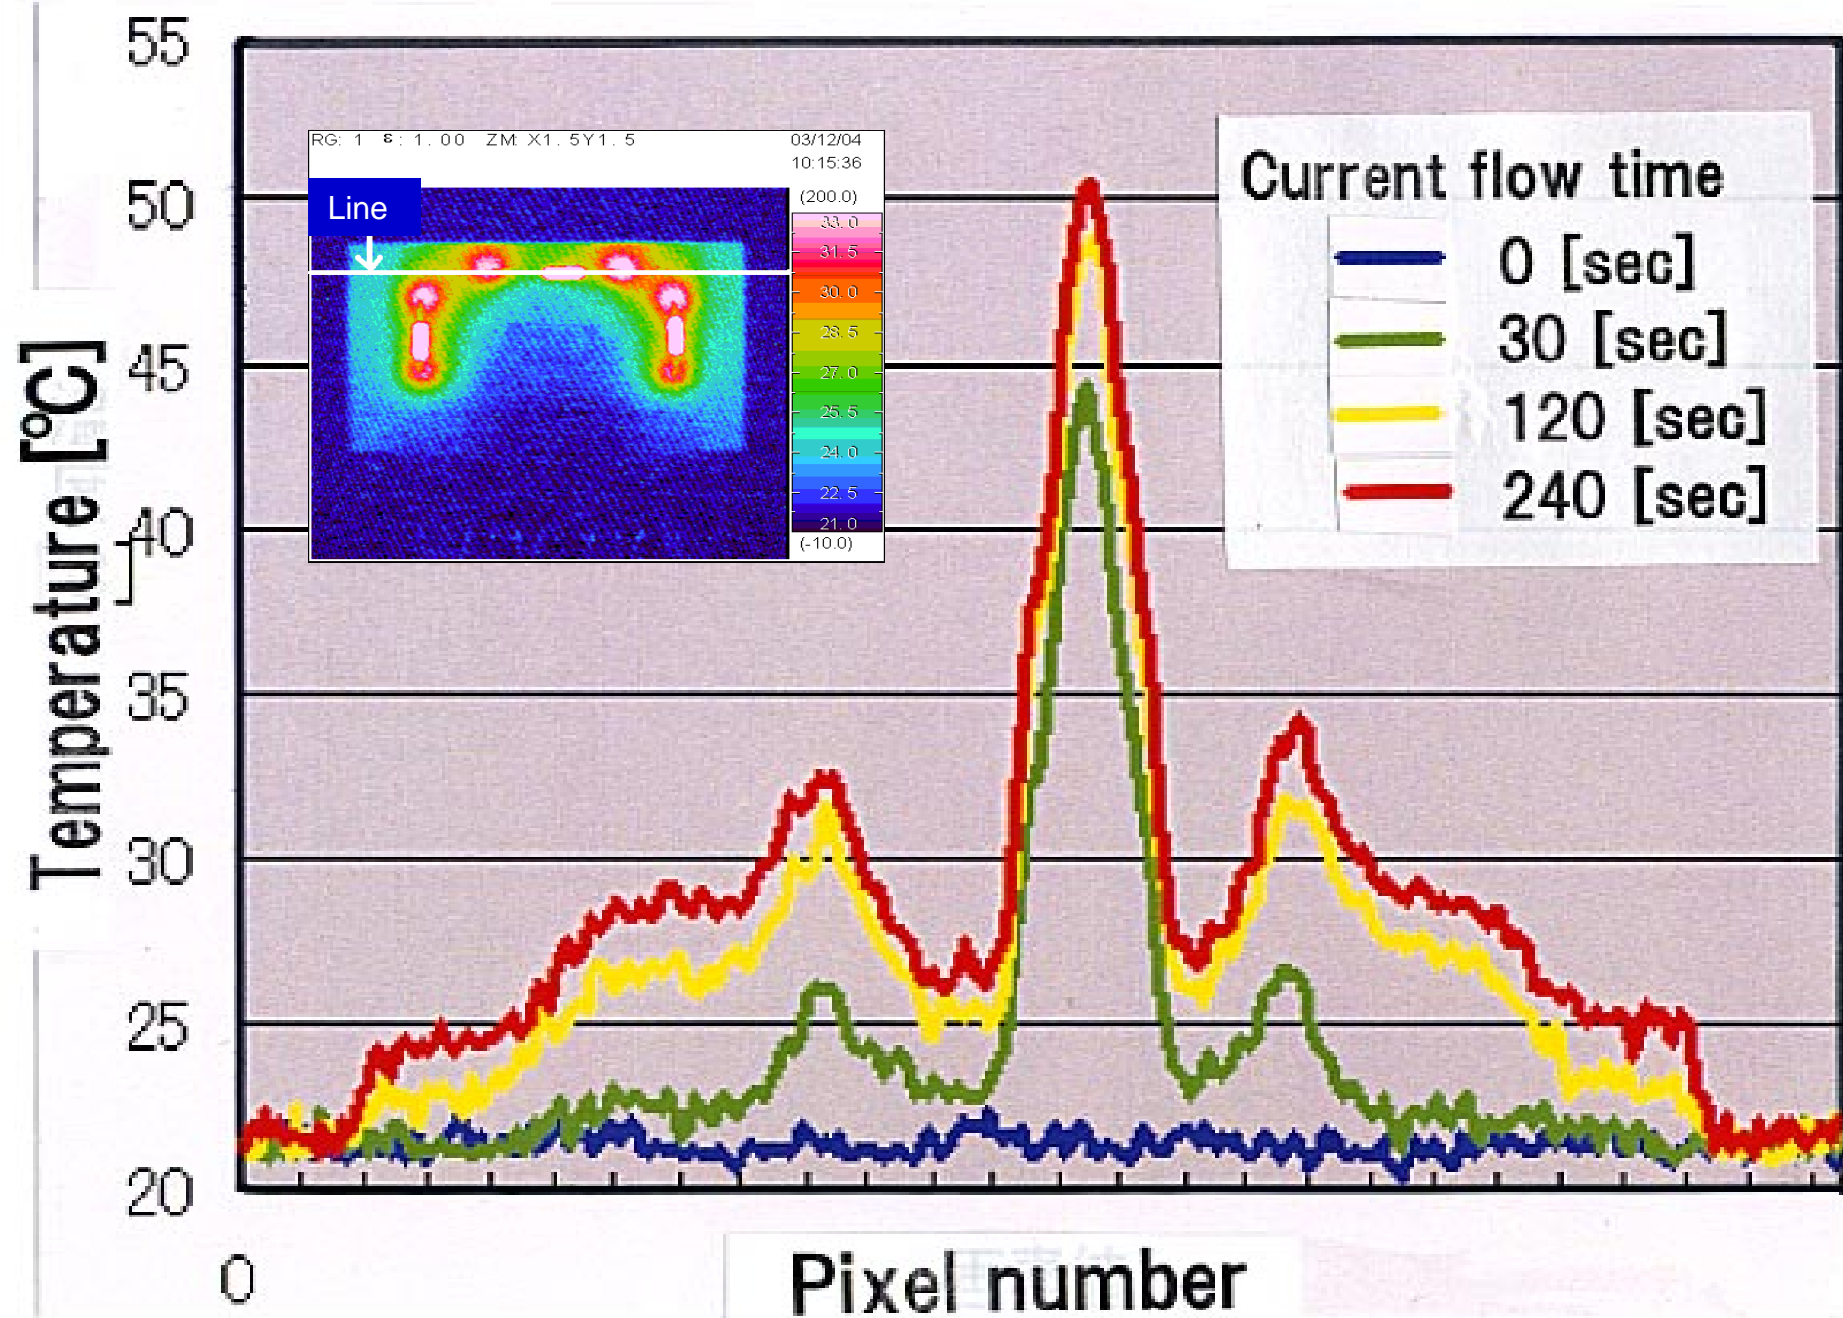 55
50
45
40
35
30
25
20
Temperature [℃]
RG: 1 ε: 1.00 ZM: X1.5Y1.5 03/12/04
10:15:36
Line
(200.0)
33.0
31.5
30.0
28.5
27.0
25.5
24.0
22.5
21.0
(-10.0)
Current flow time
0 [sec]
30 [sec]
120 [sec]
240 [sec]
0
Pixel number